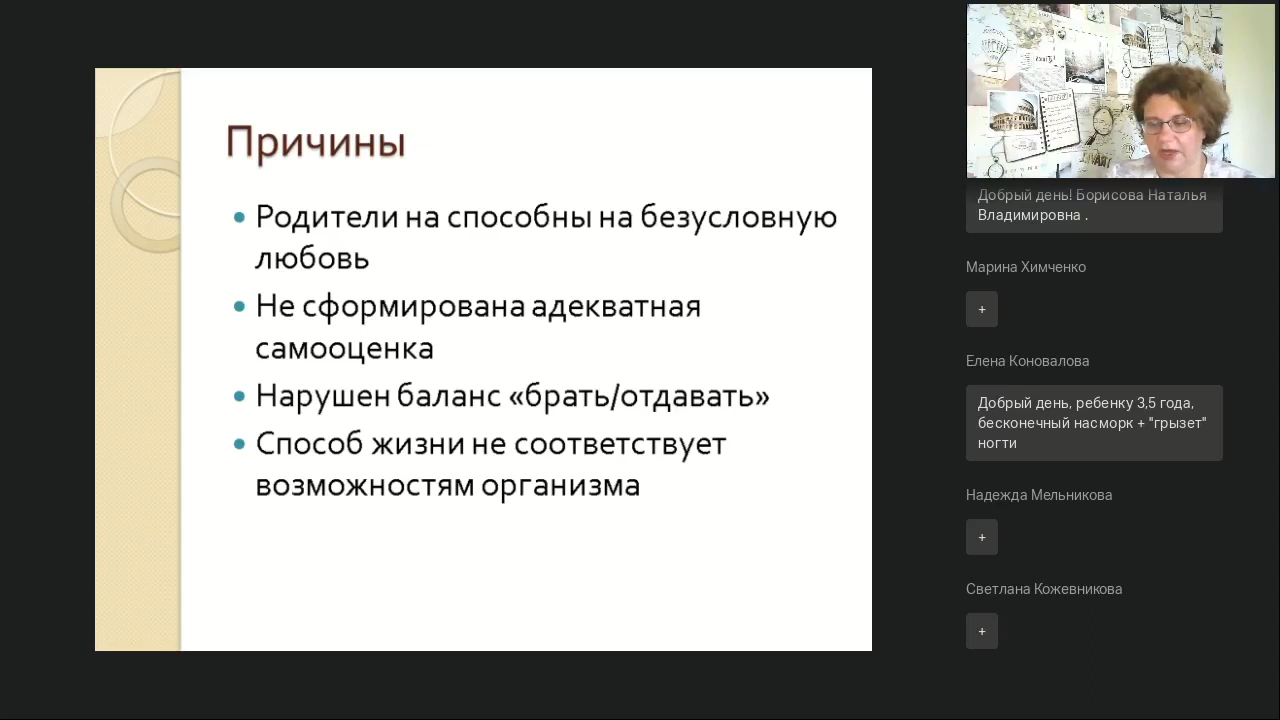 Причины
Родители на способны на безусловную
любовь
Не сформирована адекватная
самооценка
Нарушен баланс «брать/отдавать»
Способ жизни не соответствует
возможностям организма
Добрый день! Борисова Наталья
Владимировна .
Марина Химченко
+
Елена Коновалова
Добрый день, ребенку 3,5 года,
бесконечный насморк + "грызет"
ногти
Надежда Мельникова
+
Светлана Кожевникова
+